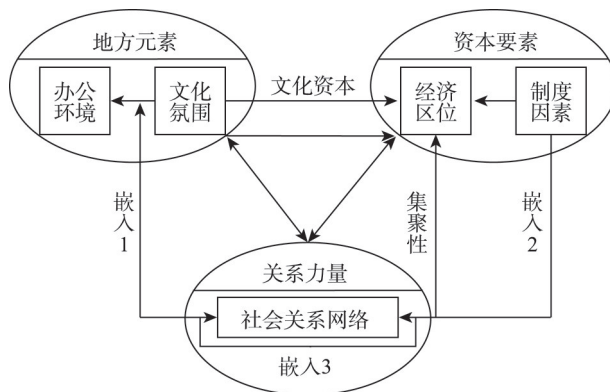 地方元素
资本要素
办公
环境
文化
氛围
文化资本
经济
区位
制度
因素
嵌入1
集聚性
嵌入2
关系力量
社会关系网络
嵌入3